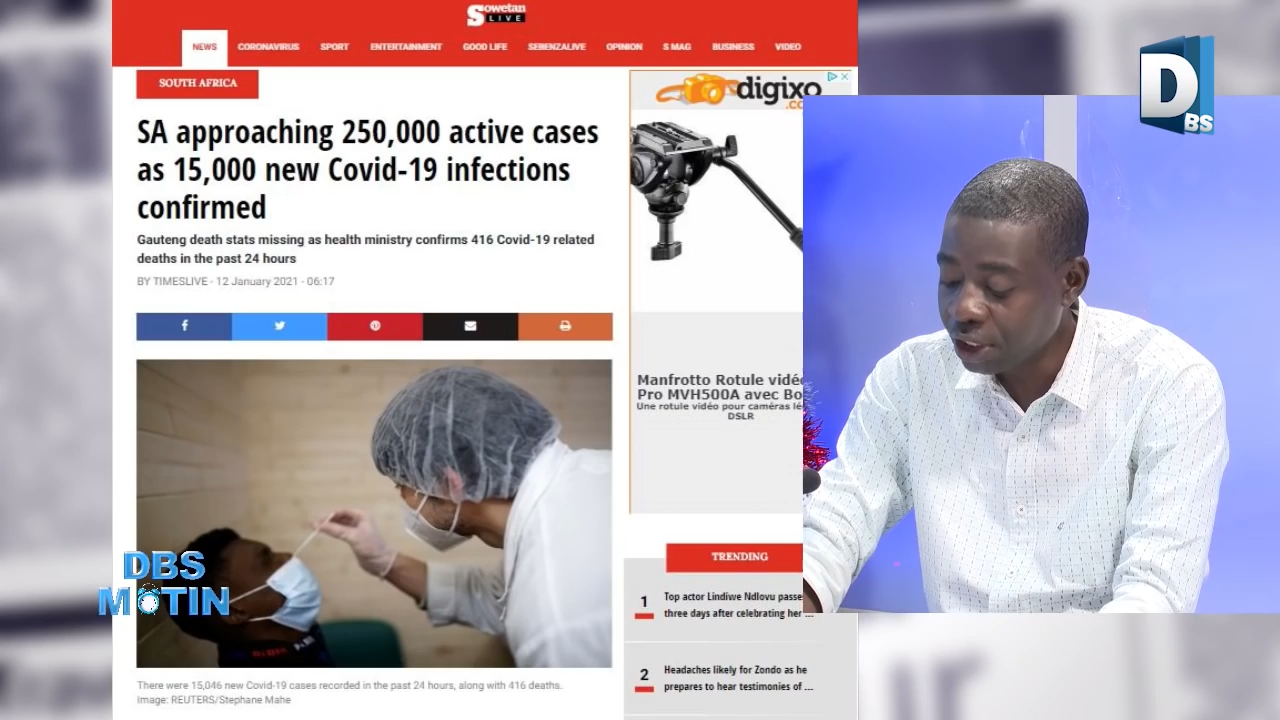 Sowetan
LIVE
NEWS CORONAVIRUS SPORT ENTERTAINMENT GOOD LIFE SEBENZALIVE OPINION S MAG BUSINESS VIDEO
SOUTH AFRICA
SA approaching 250,000 active cases
as 15,000 new Covid-19 infections
confirmed
Gauteng death stats missing as health ministry confirms 416 Covid-19 related
deaths in the past 24 hours
BY TIMESLIVE - 12 January 2021 - 06:17
There were 15,046 new Covid-19 cases recorded in the past 24 hours, along with 416 deaths.
Image: REUTERS/Stephane Mahe
digixo
Manfrotto Rotule
Pro MVH500A avec
Une rotule vidéo pour caméras
DSLR
TRENDING
1
Top actor Lindiwe Ndlovu
three days after celebrating her ...
2
Headaches likely for Zondo as he
prepares to hear testimonies of ...
DBS
DBS
MATIN